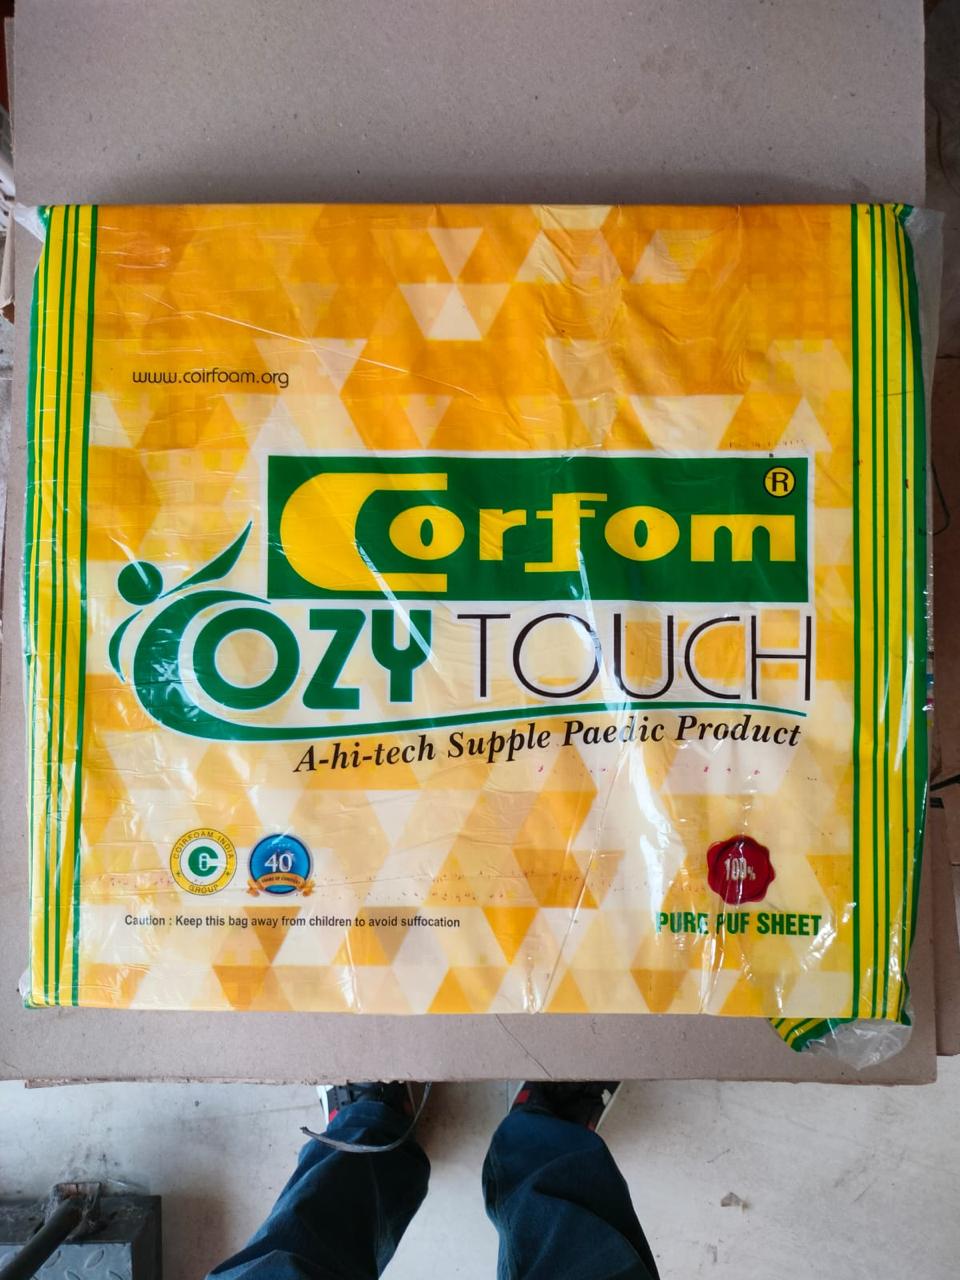 www.coirfoam.org
Corfom ®
COZY TOUCH
A-hi-tech Supple Paedic Product
COIRFOAM INDIA
GROUP
40
100%
Caution : Keep this bag away from children to avoid suffocation
PURE PUF SHEET